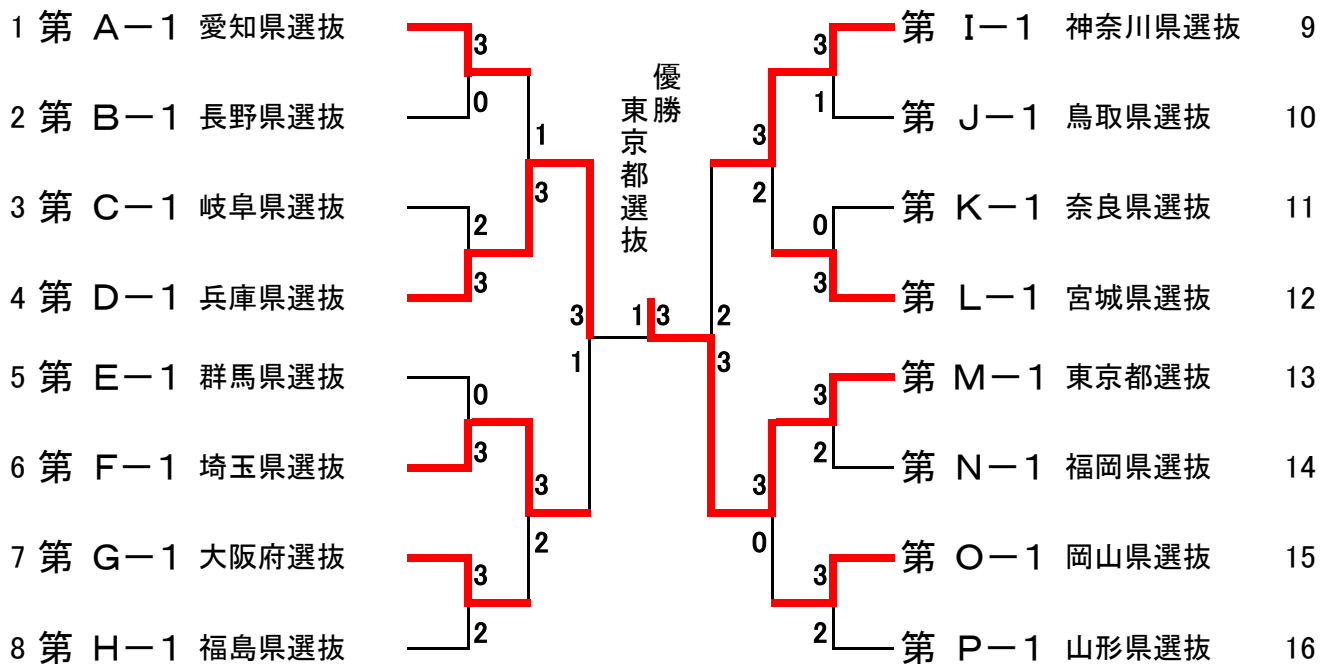 1 第 A－1 愛知県選抜
2 第 B－1 長野県選抜
3 第 C－1 岐阜県選抜
4 第 D－1 兵庫県選抜
5 第 E－1 群馬県選抜
6 第 F－1 埼玉県選抜
7 第 G－1 大阪府選抜
8 第 H－1 福島県選抜
3
0
2
3
0
3
3
2
1
3
3
2
3
1
優勝
東京都選抜
1 3
2
3
3
2
3
0
3
1
0
3
3
2
3
2
第 I－1 神奈川県選抜 9
第 J－1 鳥取県選抜 10
第 K－1 奈良県選抜 11
第 L－1 宮城県選抜 12
第 M－1 東京都選抜 13
第 N－1 福岡県選抜 14
第 O－1 岡山県選抜 15
第 P－1 山形県選抜 16